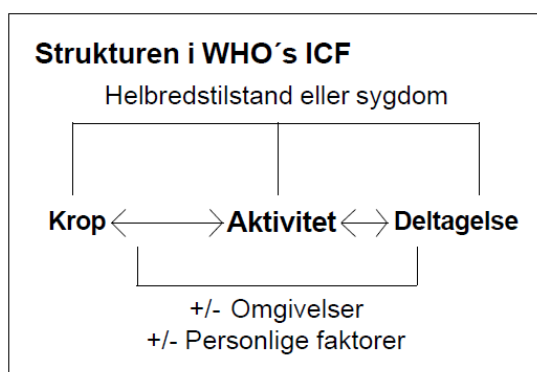 Strukturen i WHO´s ICF
Helbredstilstand eller sygdom
Krop Aktivitet Deltagelse
+/- Omgivelser
+/- Personlige faktorer